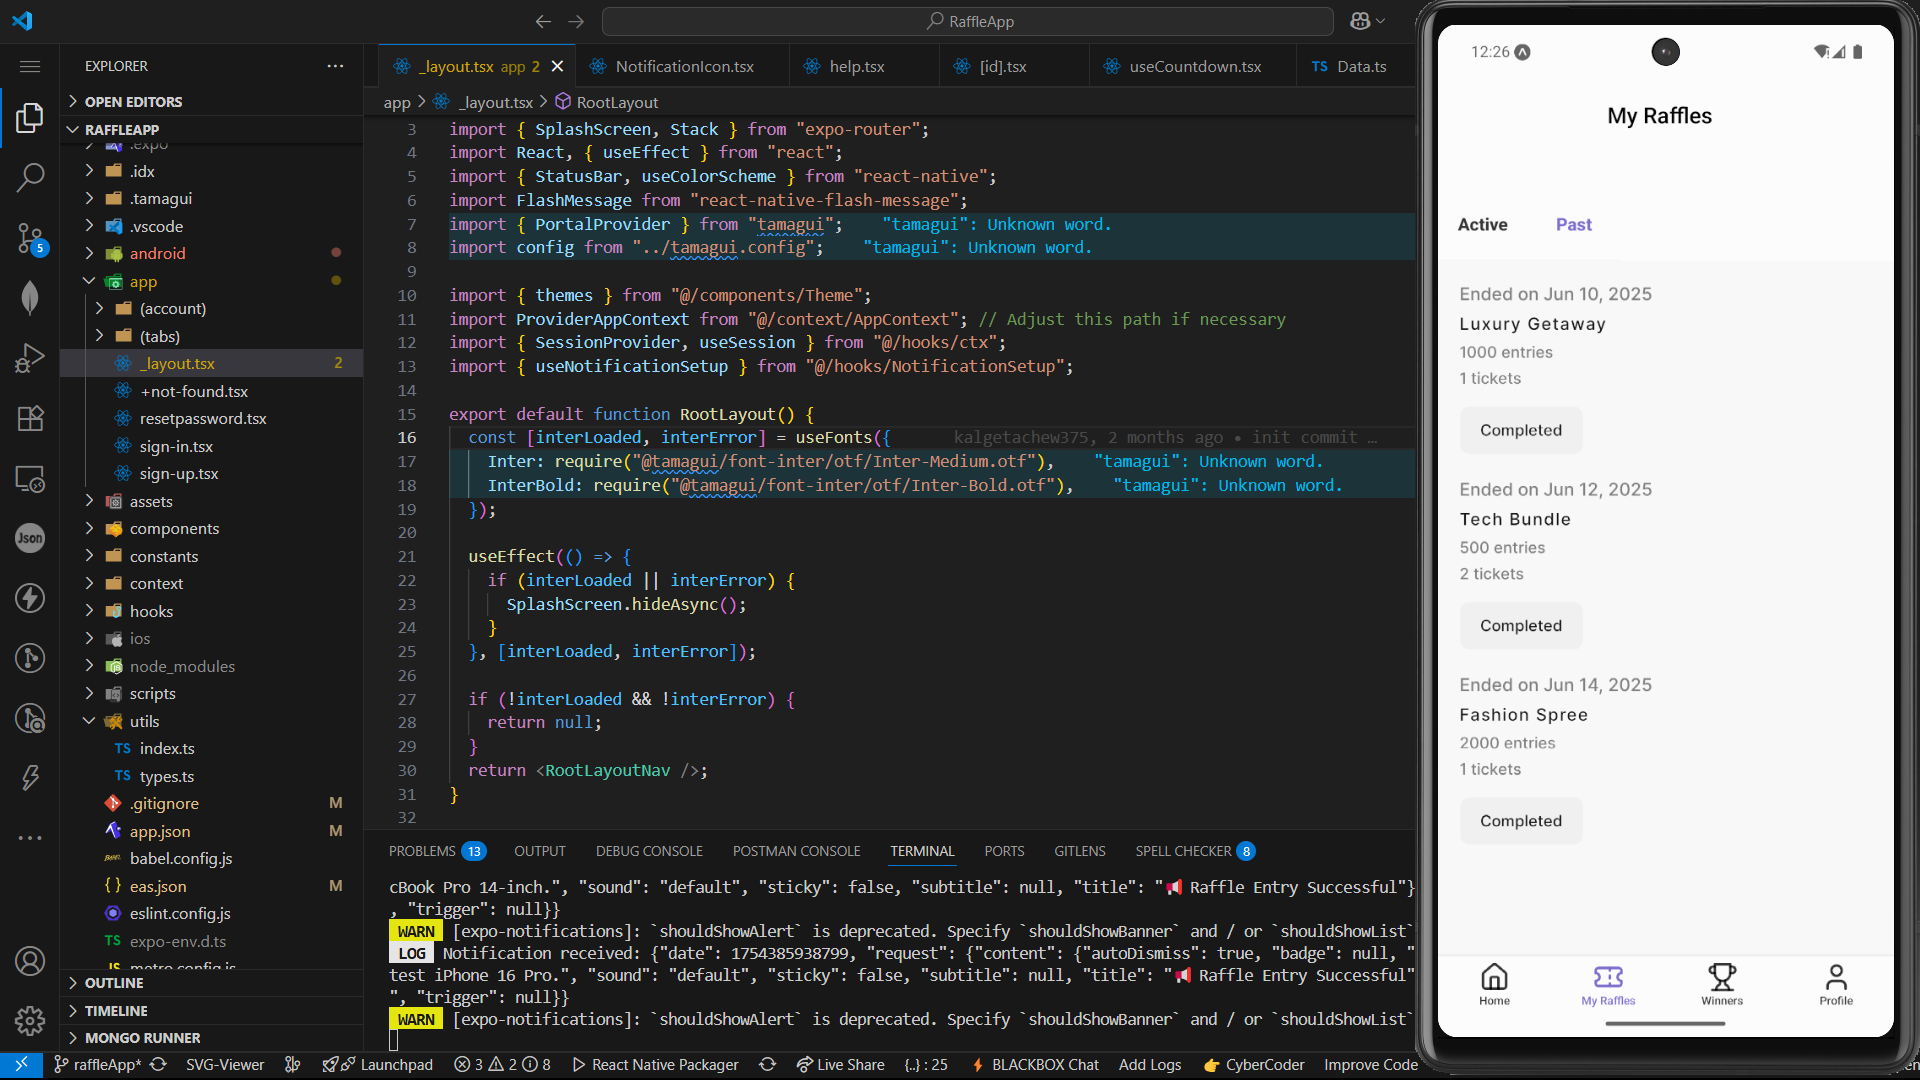 RaffleApp
EXPLORER
OPEN EDITORS
RAFFLEAPP
.expo
.idx
.tamagui
.vscode
android
app
(account)
(tabs)
_layout.tsx 2
+not-found.tsx
resetpassword.tsx
sign-in.tsx
sign-up.tsx
assets
components
constants
context
hooks
ios
node_modules
scripts
utils
TS index.ts
TS types.ts
.gitignore M
app.json M
babel.config.js
eas.json M
eslint.config.js
TS expo-env.d.ts
JS metro.config.js
OUTLINE
TIMELINE
MONGO RUNNER
5
Json
_layout.tsx app 2
NotificationIcon.tsx
help.tsx
[id].tsx
useCountdown.tsx
TS Data.ts
app > _layout.tsx > RootLayout
3 import { SplashScreen, Stack } from "expo-router";
4 import React, { useEffect } from "react";
5 import { StatusBar, useColorScheme } from "react-native";
6 import FlashMessage from "react-native-flash-message";
7 import { PortalProvider } from "tamagui"; "tamagui": Unknown word.
8 import config from "../tamagui.config"; "tamagui": Unknown word.
9
10 import { themes } from "@/components/Theme";
11 import ProviderAppContext from "@/context/AppContext"; // Adjust this path if necessary
12 import { SessionProvider, useSession } from "@/hooks/ctx";
13 import { useNotificationSetup } from "@/hooks/NotificationSetup";
14
15 export default function RootLayout() {
16 const [interLoaded, interError] = useFonts({ kalgetachew375, 2 months ago • init commit …
17 Inter: require("@tamagui/font-inter/otf/Inter-Medium.otf"), "tamagui": Unknown word.
18 InterBold: require("@tamagui/font-inter/otf/Inter-Bold.otf"), "tamagui": Unknown word.
19 });
20
21 useEffect(() => {
22 if (interLoaded || interError) {
23 SplashScreen.hideAsync();
24 }
25 }, [interLoaded, interError]);
26
27 if (!interLoaded && !interError) {
28 return null;
29 }
30 return <RootLayoutNav />;
31 }
32
PROBLEMS 13
OUTPUT
DEBUG CONSOLE
POSTMAN CONSOLE
TERMINAL
PORTS
GITLENS
SPELL CHECKER 8
cBook Pro 14-inch.", "sound": "default", "sticky": false, "subtitle": null, "title": "📢 Raffle Entry Successful"}
, "trigger": null}}
WARN [expo-notifications]: `shouldShowAlert` is deprecated. Specify `shouldShowBanner` and / or `shouldShowList`
LOG Notification received: {"date": 1754385938799, "request": {"content": {"autoDismiss": true, "badge": null, "
test iPhone 16 Pro.", "sound": "default", "sticky": false, "subtitle": null, "title": "📢 Raffle Entry Successful"
", "trigger": null}}
WARN [expo-notifications]: `shouldShowAlert` is deprecated. Specify `shouldShowBanner` and / or `shouldShowList`
raffleApp*
SVG-Viewer
Launchpad
3 2 8
React Native Packager
Live Share
{..} : 25
BLACKBOX Chat
Add Logs
👉 CyberCoder
Improve Code
12:26
My Raffles
Active
Past
Ended on Jun 10, 2025
Luxury Getaway
1000 entries
1 tickets
Completed
Ended on Jun 12, 2025
Tech Bundle
500 entries
2 tickets
Completed
Ended on Jun 14, 2025
Fashion Spree
2000 entries
1 tickets
Completed
Home
My Raffles
Winners
Profile